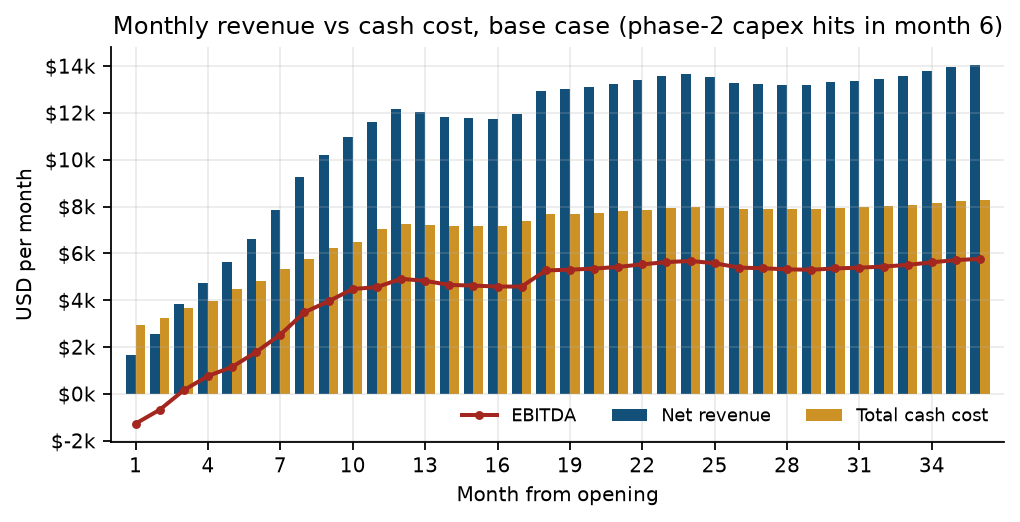 Monthly revenue vs cash cost, base case (phase-2 capex hits in month 6)
USD per month
$14k
$12k
$10k
$8k
$6k
$4k
$2k
$0k
$-2k
EBITDA
Net revenue
Total cash cost
1 4 7 10 13 16 19 22 25 28 31 34
Month from opening